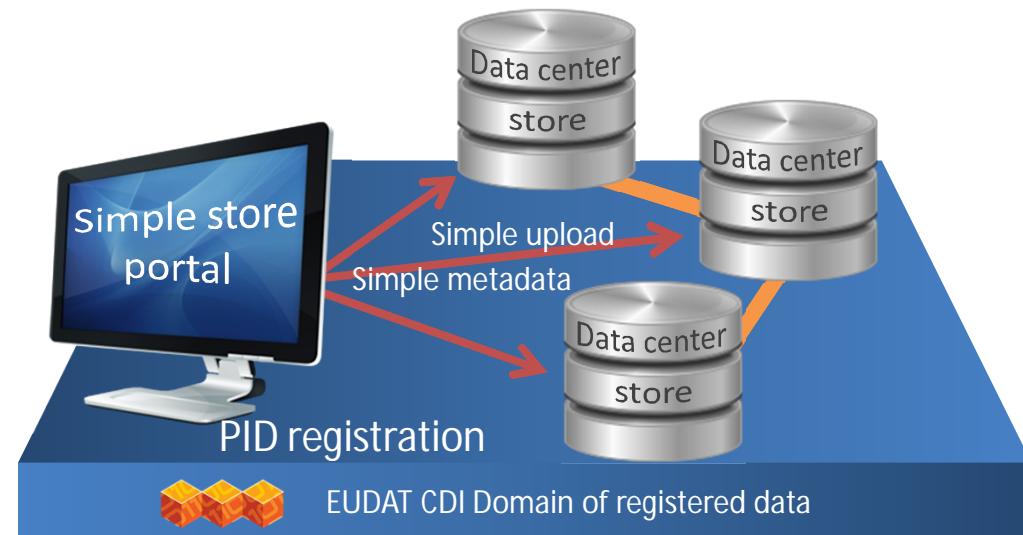 Data center
store
Data center
store
Simple store
portal
Simple upload
Simple metadata
Data center
store
PID registration
EUDAT CDI Domain of registered data